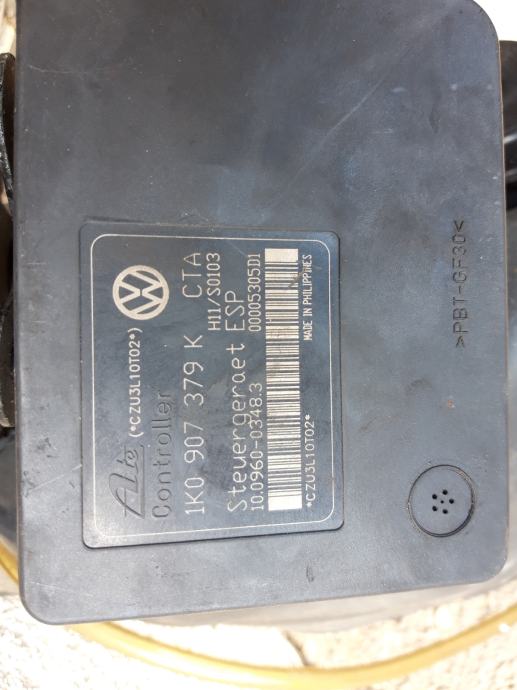 Ate (*CZU3L10T02*)
Controller
1K0 907 379 K CTA
H11/S0103
Steuergeraet ESP
10.0960-0348.3 00005305D1
MADE IN PHILIPPINES
*CZU3L10T02*
>PBT-GF30<